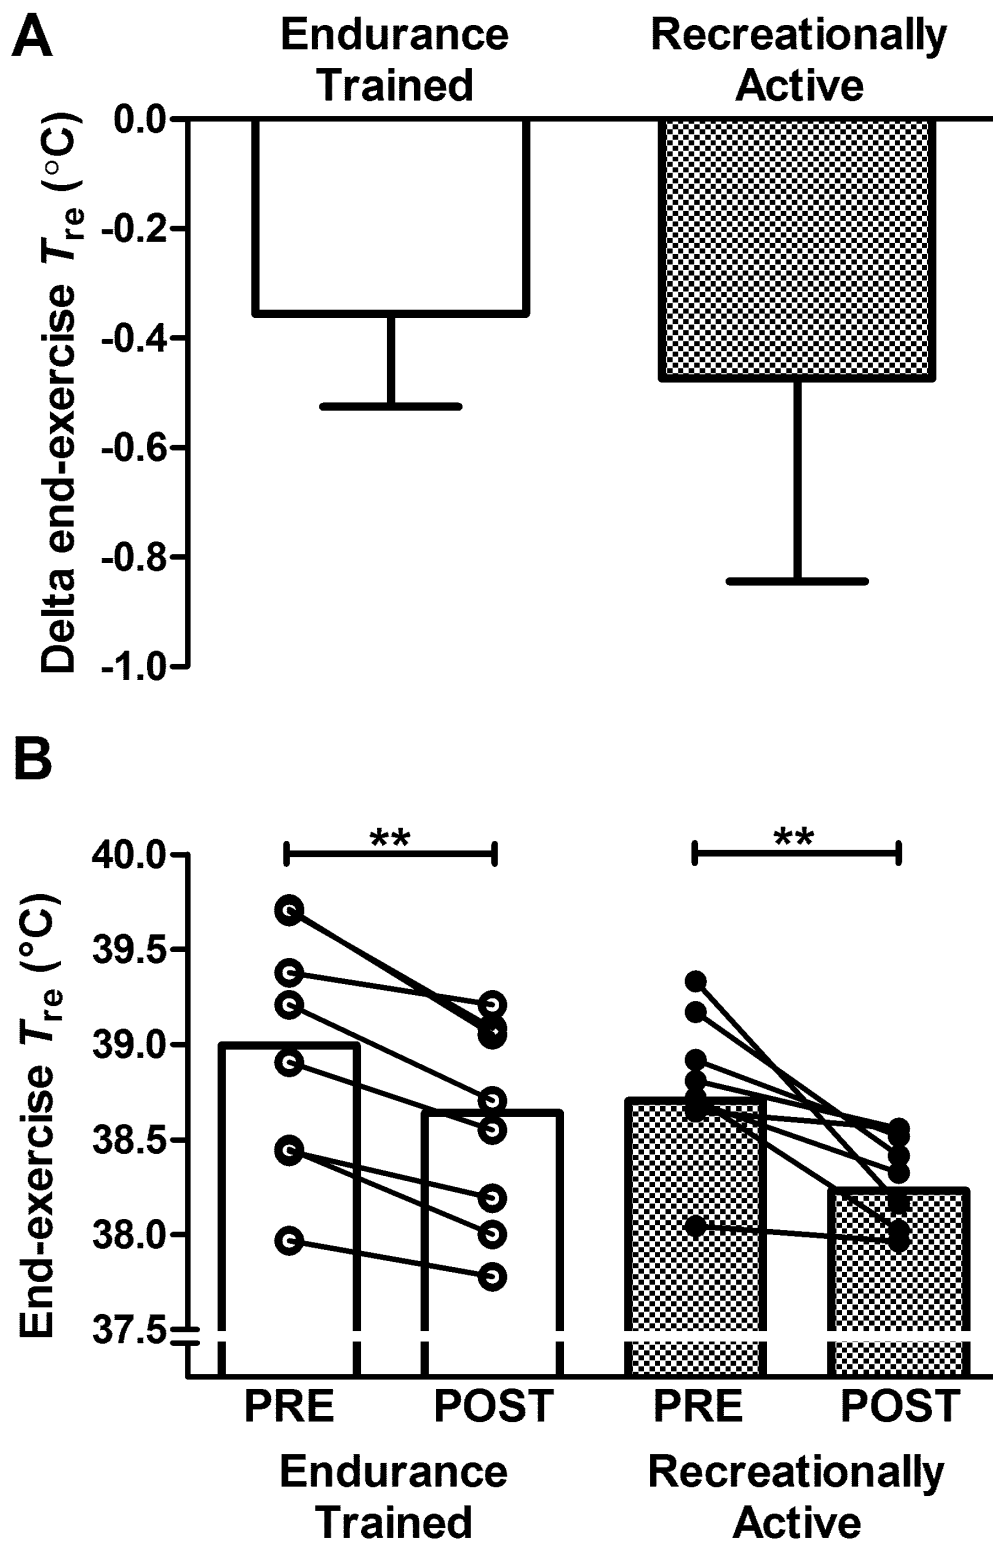 A
Endurance
Trained
Recreationally
Active
Delta end-exercise Tre (°C)
0.0
-0.2
-0.4
-0.6
-0.8
-1.0
B
End-exercise Tre (°C)
40.0
39.5
39.0
38.5
38.0
37.5
**
**
PRE
POST
PRE
POST
Endurance
Trained
Recreationally
Active